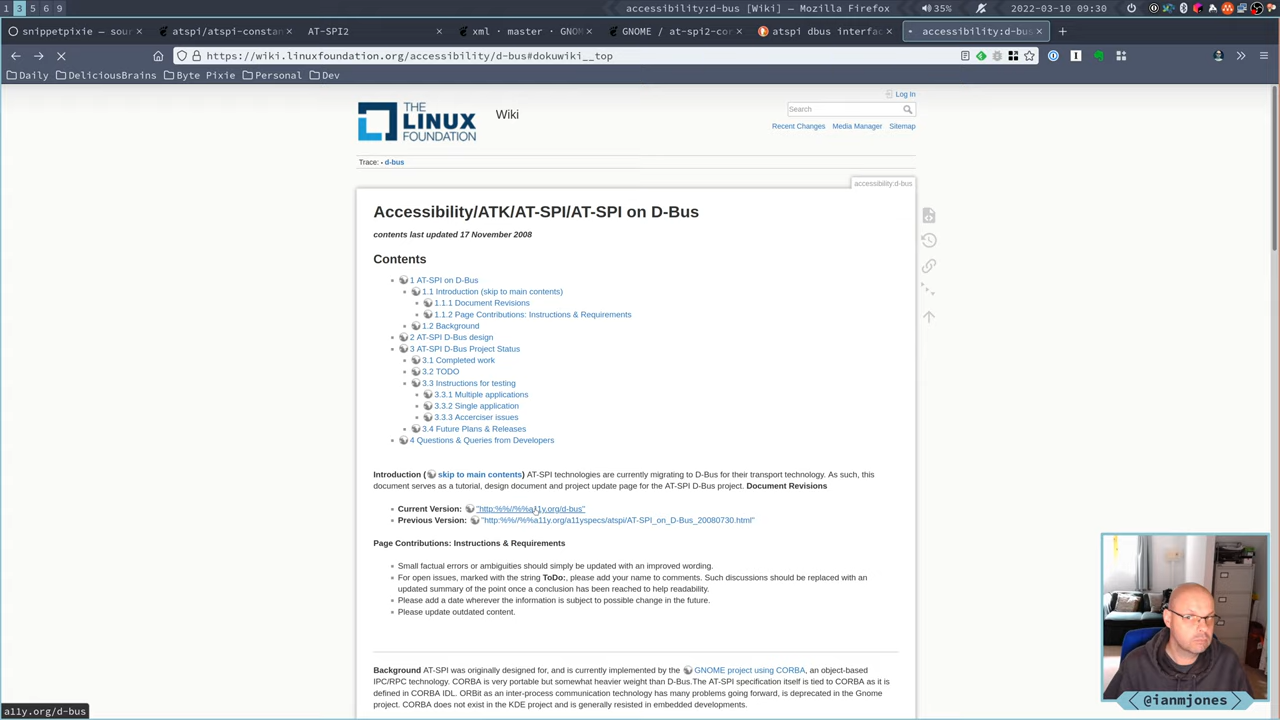 1 3 5 6 9
accessibility:d-bus [Wiki] — Mozilla Firefox
35%
2022-03-10 09:30
snippetpixie — sour
atspi/atspi-constan
AT-SPI2
xml · master · GNOM
GNOME / at-spi2-co
atspi dbus interfac
accessibility:d-bus
https://wiki.linuxfoundation.org/accessibility/d-bus#dokuwiki__top
Daily DeliciousBrains Byte Pixie Personal Dev
Log In
THE LINUX FOUNDATION
Wiki
Search
Recent Changes Media Manager Sitemap
Trace: • d-bus
accessibility:d-bus
Accessibility/ATK/AT-SPI/AT-SPI on D-Bus
contents last updated 17 November 2008
Contents
1 AT-SPI on D-Bus
1.1 Introduction (skip to main contents)
1.1.1 Document Revisions
1.1.2 Page Contributions: Instructions & Requirements
1.2 Background
2 AT-SPI D-Bus design
3 AT-SPI D-Bus Project Status
3.1 Completed work
3.2 TODO
3.3 Instructions for testing
3.3.1 Multiple applications
3.3.2 Single application
3.3.3 Accerciser issues
3.4 Future Plans & Releases
4 Questions & Queries from Developers
Introduction ( skip to main contents) AT-SPI technologies are currently migrating to D-Bus for their transport technology. As such, this
document serves as a tutorial, design document and project update page for the AT-SPI D-Bus project. Document Revisions
Current Version: "http:%%//%%a11y.org/d-bus"
Previous Version: "http:%%//%%a11y.org/a11yspecs/atspi/AT-SPI_on_D-Bus_20080730.html"
Page Contributions: Instructions & Requirements
Small factual errors or ambiguities should simply be updated with an improved wording.
For open issues, marked with the string ToDo:, please add your name to comments. Such discussions should be replaced with an
updated summary of the point once a conclusion has been reached to help readability.
Please add a date wherever the information is subject to possible change in the future.
Please update outdated content.
Background AT-SPI was originally designed for, and is currently implemented by the GNOME project using CORBA, an object-based
IPC/RPC technology. CORBA is very portable but somewhat heavier weight than D-Bus.The AT-SPI specification itself is tied to CORBA as it is
defined in CORBA IDL. ORBit as an inter-process communication technology has many problems going forward, is deprecated in the Gnome
project. CORBA does not exist in the KDE project and is generally resisted in embedded developments.
a11y.org/d-bus
@ianmjones